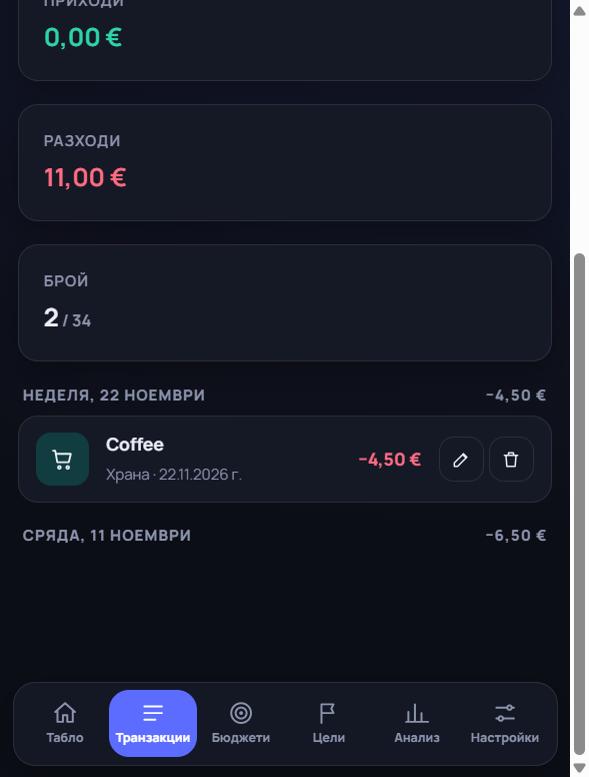 ПРИХОДИ
0,00 €
РАЗХОДИ
11,00 €
БРОЙ
2 / 34
НЕДЕЛЯ, 22 НОЕМВРИ −4,50 €
Coffee
−4,50 €
Храна · 22.11.2026 г.
СРЯДА, 11 НОЕМВРИ −6,50 €
Табло Транзакции Бюджети Цели Анализ Настройки